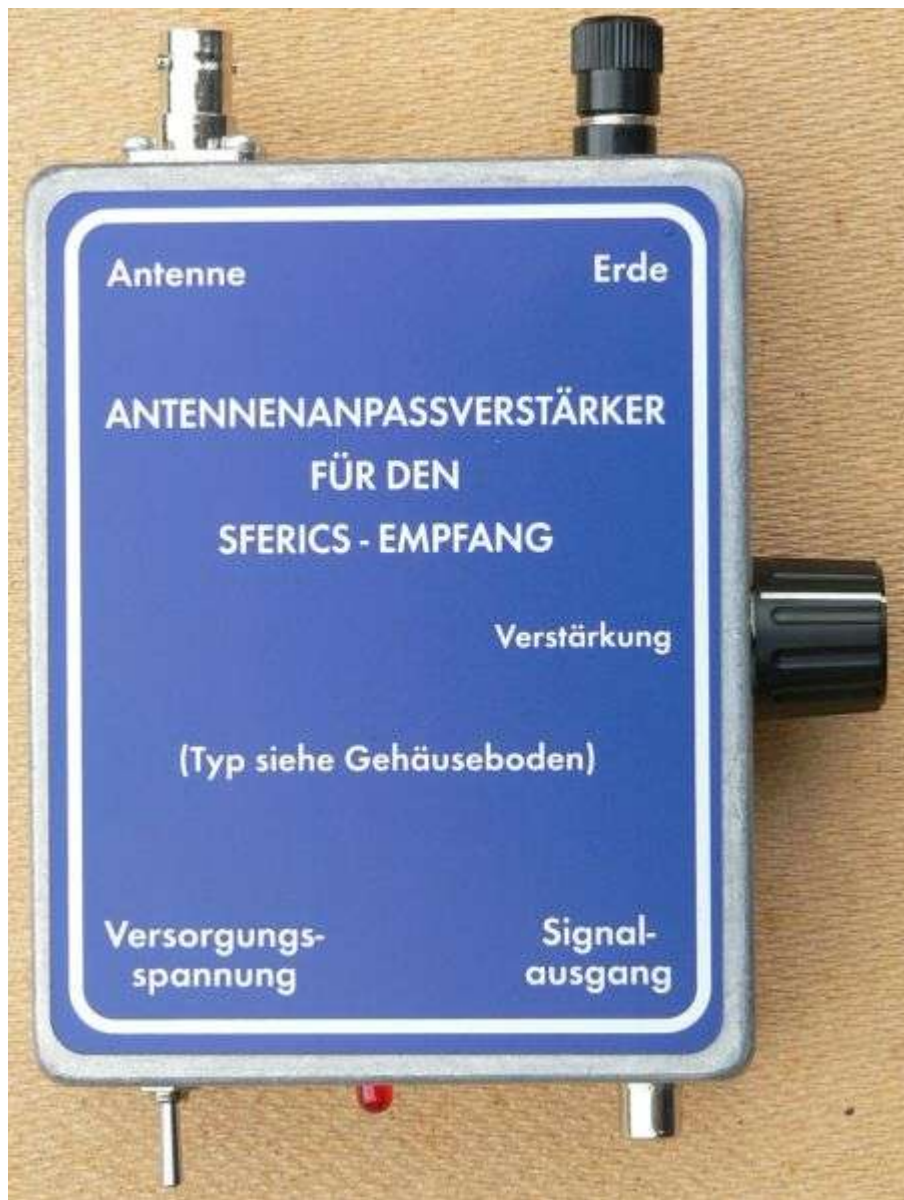 Antenne Erde
ANTENNENANPASSVERSTÄRKER
FÜR DEN
SFERICS - EMPFANG
Verstärkung
(Typ siehe Gehäuseboden)
Versorgungs-
spannung
Signal-
ausgang